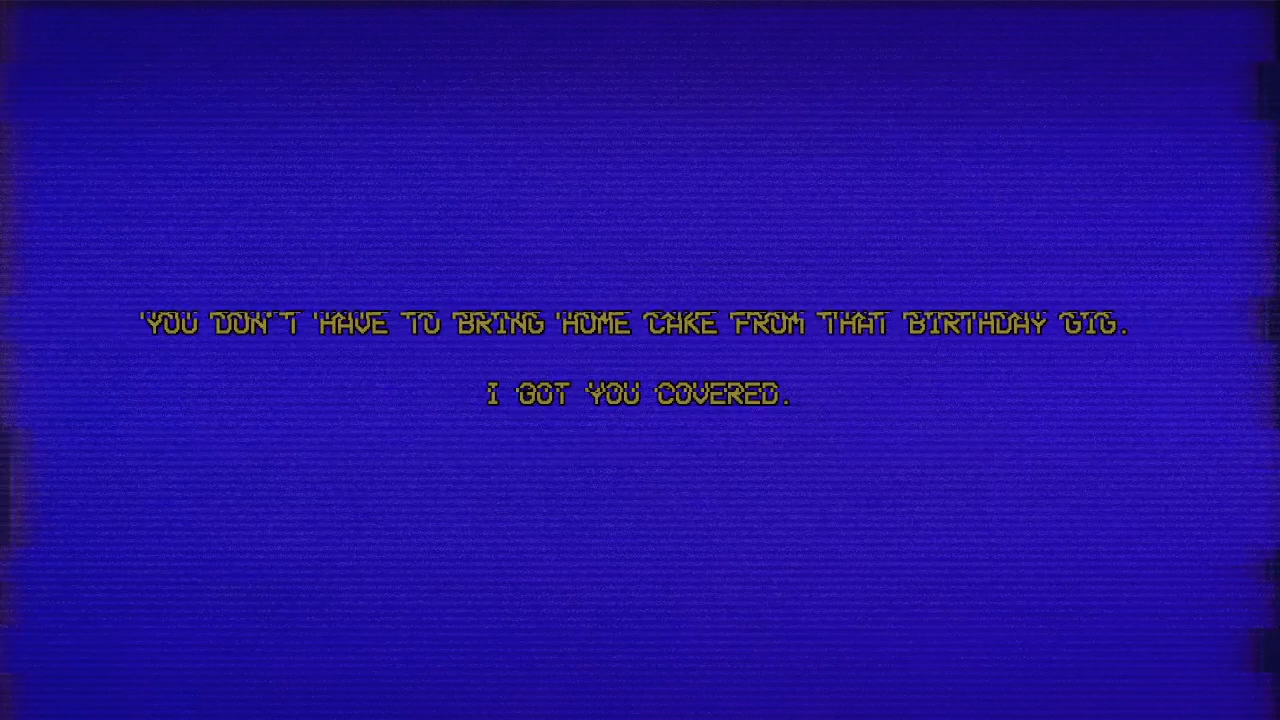 YOU DON'T HAVE TO BRING HOME CAKE FROM THAT BIRTHDAY GIG.
I GOT YOU COVERED.